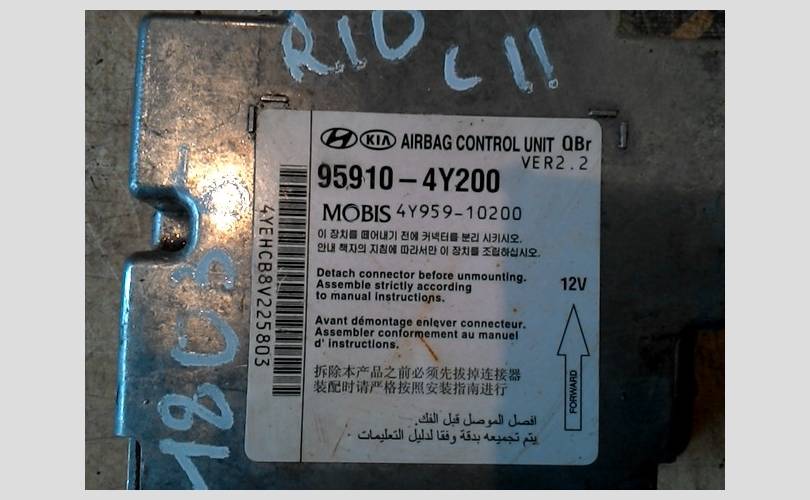 RIO
C II
KIA AIRBAG CONTROL UNIT QBr
VER2.2
95910-4Y200
MOBIS 4Y959-10200
이 장치를 떼어내기 전에 커넥터를 분리 시키시오.
안내 책자의 지침에 따라서만 이 장치를 조립하십시오.
Detach connector before unmounting.
Assemble strictly according
to manual instructions.
12V
Avant démontage enlever connecteur.
Assembler conformement au manuel
d' instructions.
FORWARD
拆除本产品之前必须先拔掉连接器
装配时请严格按照安装指南进行
افصل الموصل قبل الفك.
يتم تجميعه بدقة وفقا لدليل التعليمات
4YEHCB8V225803